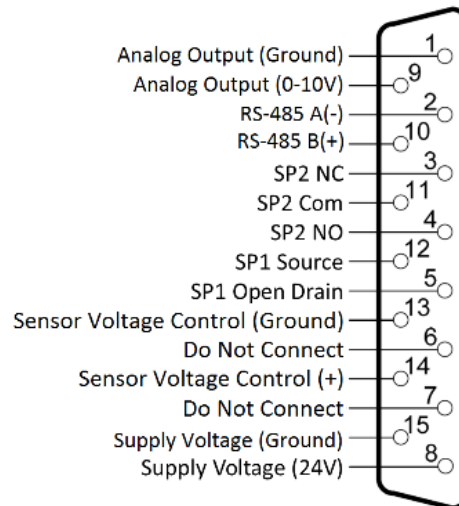 Analog Output (Ground) 1
Analog Output (0-10V) 9
RS-485 A(-) 2
RS-485 B(+) 10
SP2 NC 3
SP2 Com 11
SP2 NO 4
SP1 Source 12
SP1 Open Drain 5
Sensor Voltage Control (Ground) 13
Do Not Connect 6
Sensor Voltage Control (+) 14
Do Not Connect 7
Supply Voltage (Ground) 15
Supply Voltage (24V) 8